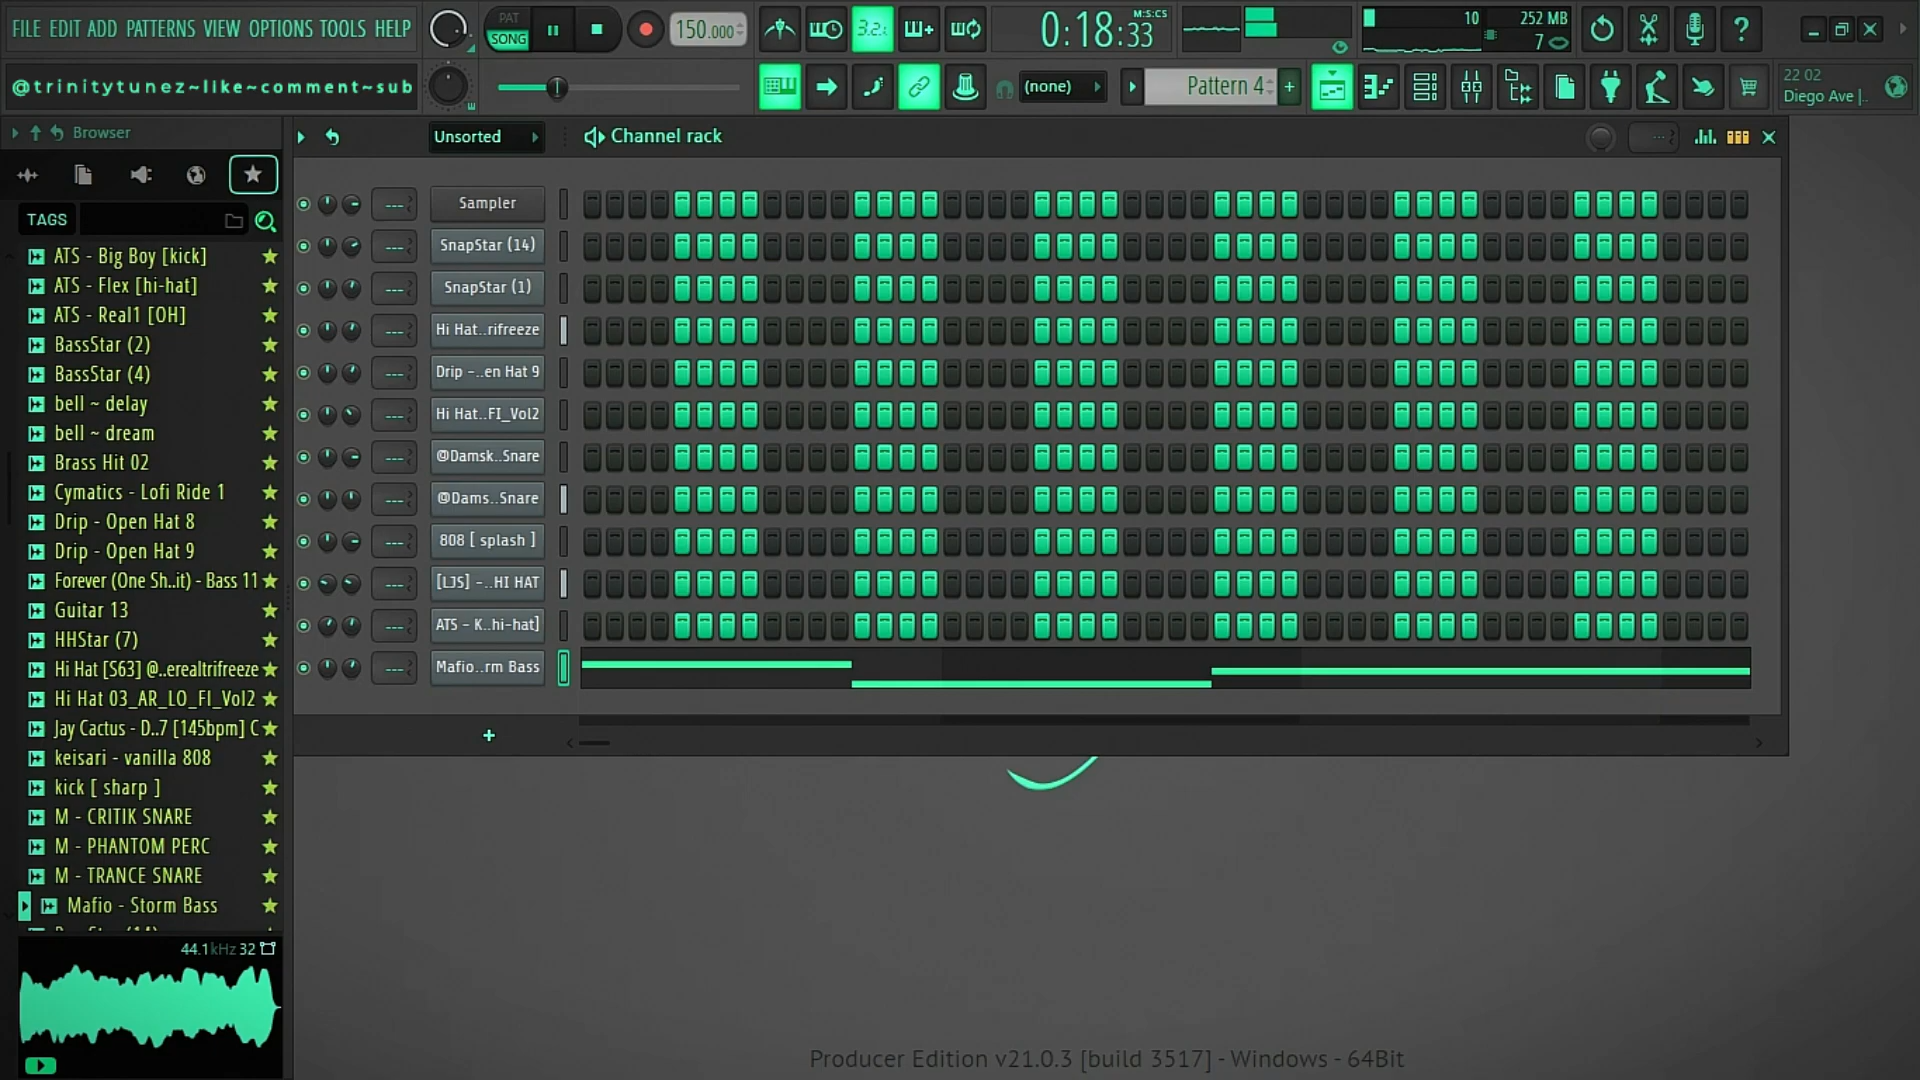 FILE EDIT ADD PATTERNS VIEW OPTIONS TOOLS HELP
PAT
SONG
150.000
3.2.
0:18:33
M:S:CS
10
252 MB
7
@trinitytunez~like~comment~sub
(none)
Pattern 4
22 02
Diego Ave |..
Browser
Unsorted
Channel rack
TAGS
ATS - Big Boy [kick]
ATS - Flex [hi-hat]
ATS - Real1 [OH]
BassStar (2)
BassStar (4)
bell ~ delay
bell ~ dream
Brass Hit 02
Cymatics - Lofi Ride 1
Drip - Open Hat 8
Drip - Open Hat 9
Forever (One Sh..it) - Bass 11
Guitar 13
HHStar (7)
Hi Hat [S63] @..erealtrifreeze
Hi Hat 03_AR_LO_FI_Vol2
Jay Cactus - D..7 [145bpm] C
keisari - vanilla 808
kick [ sharp ]
M - CRITIK SNARE
M - PHANTOM PERC
M - TRANCE SNARE
Mafio - Storm Bass
44.1kHz 32
Sampler
SnapStar (14)
SnapStar (1)
Hi Hat..rifreeze
Drip -..en Hat 9
Hi Hat..FI_Vol2
@Damsk..Snare
@Dams..Snare
808 [ splash ]
[LJS] -..HI HAT
ATS - K..hi-hat]
Mafio..rm Bass
Producer Edition v21.0.3 [build 3517] - Windows - 64Bit